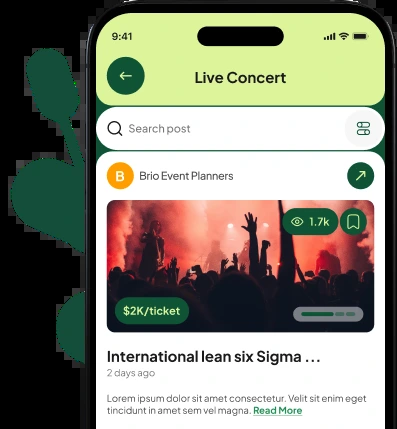 9:41
Live Concert
Search post
B Brio Event Planners
1.7k
$2K/ticket
International lean six Sigma ...
2 days ago
Lorem ipsum dolor sit amet consectetur. Velit sit enim eget
tincidunt in amet sem vel magna. Read More